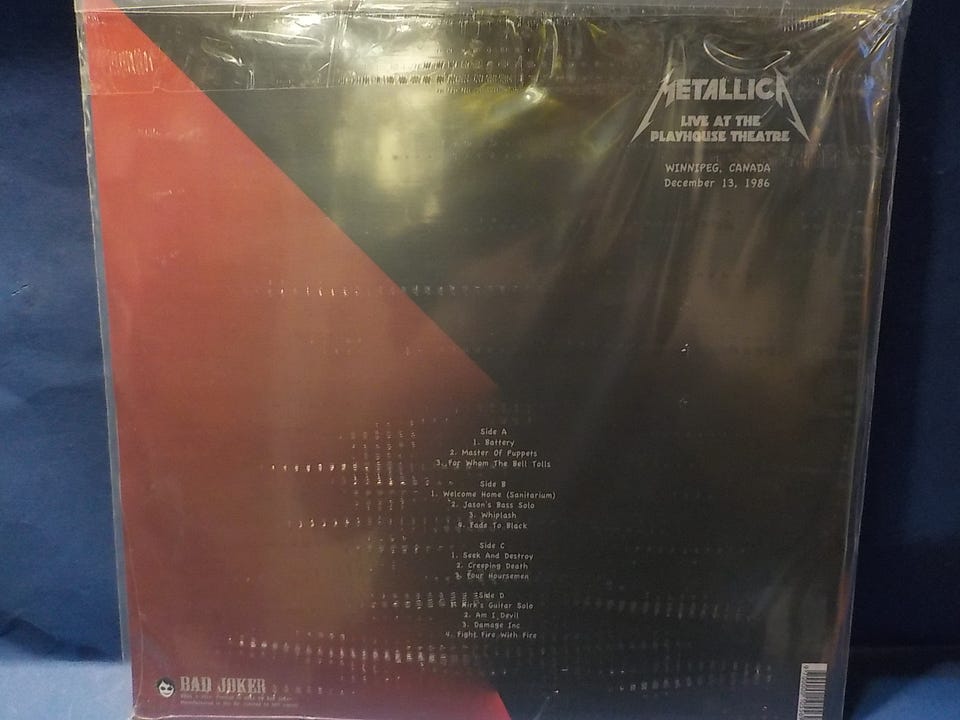 METALLICA
LIVE AT THE
PLAYHOUSE THEATRE
WINNIPEG, CANADA
December 13, 1986
Side A
1. Battery
2. Master Of Puppets
3. For Whom The Bell Tolls
Side B
1. Welcome Home (Sanitarium)
2. Jason's Bass Solo
3. Whiplash
4. Fade To Black
Side C
1. Seek And Destroy
2. Creeping Death
3. Four Hoursemen
Side D
1. Kirk's Guitar Solo
2. Am I Devil
3. Damage Inc
4. Fight Fire With Fire
BAD JOKER